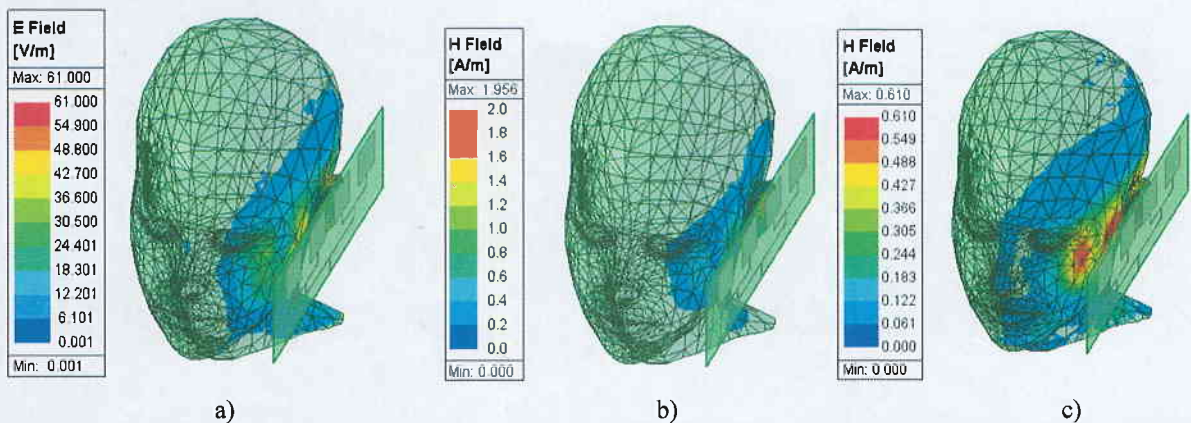 E Field
[V/m]
Max: 61.000
61.000
54.900
48.800
42.700
36.600
30.500
24.401
18.301
12.201
6.101
0.001
Min: 0.001
a)
H Field
[A/m]
Max: 1.956
2.0
1.8
1.6
1.4
1.2
1.0
0.8
0.6
0.4
0.2
0.0
Min: 0.000
b)
H Field
[A/m]
Max: 0.610
0.610
0.549
0.488
0.427
0.366
0.305
0.244
0.183
0.122
0.061
0.000
Min: 0.000
c)